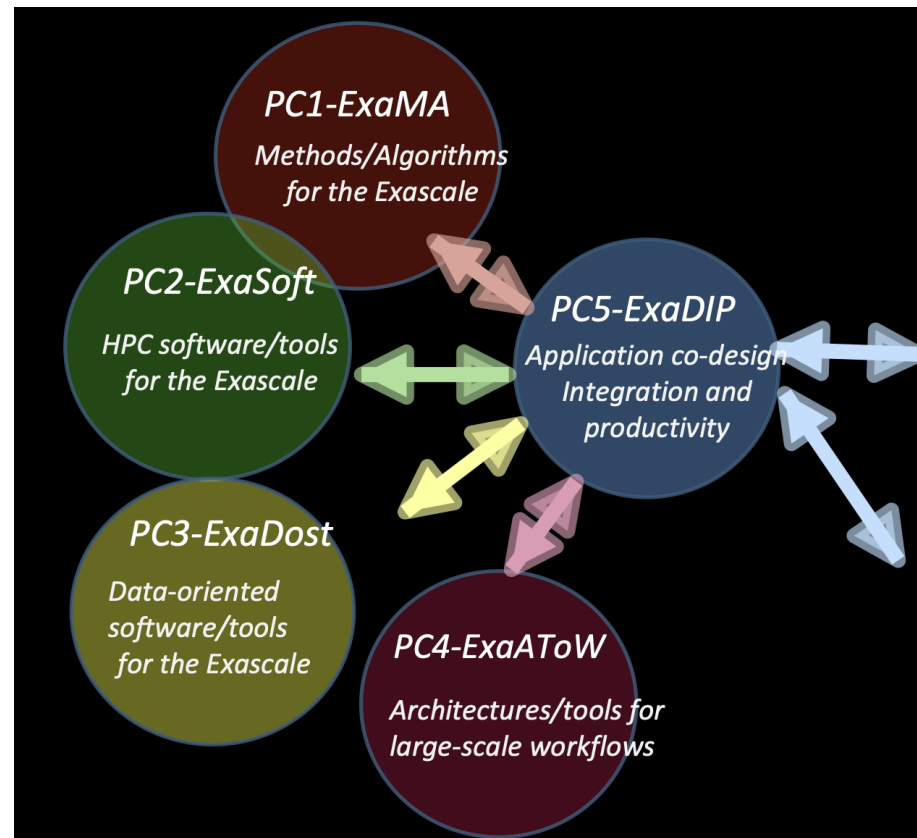 PC1-ExaMA
Methods/Algorithms
for the Exascale
PC2-ExaSoft
HPC software/tools
for the Exascale
PC3-ExaDost
Data-oriented
software/tools
for the Exascale
PC4-ExaAToW
Architectures/tools for
large-scale workflows
PC5-ExaDIP
Application co-design
Integration and
productivity